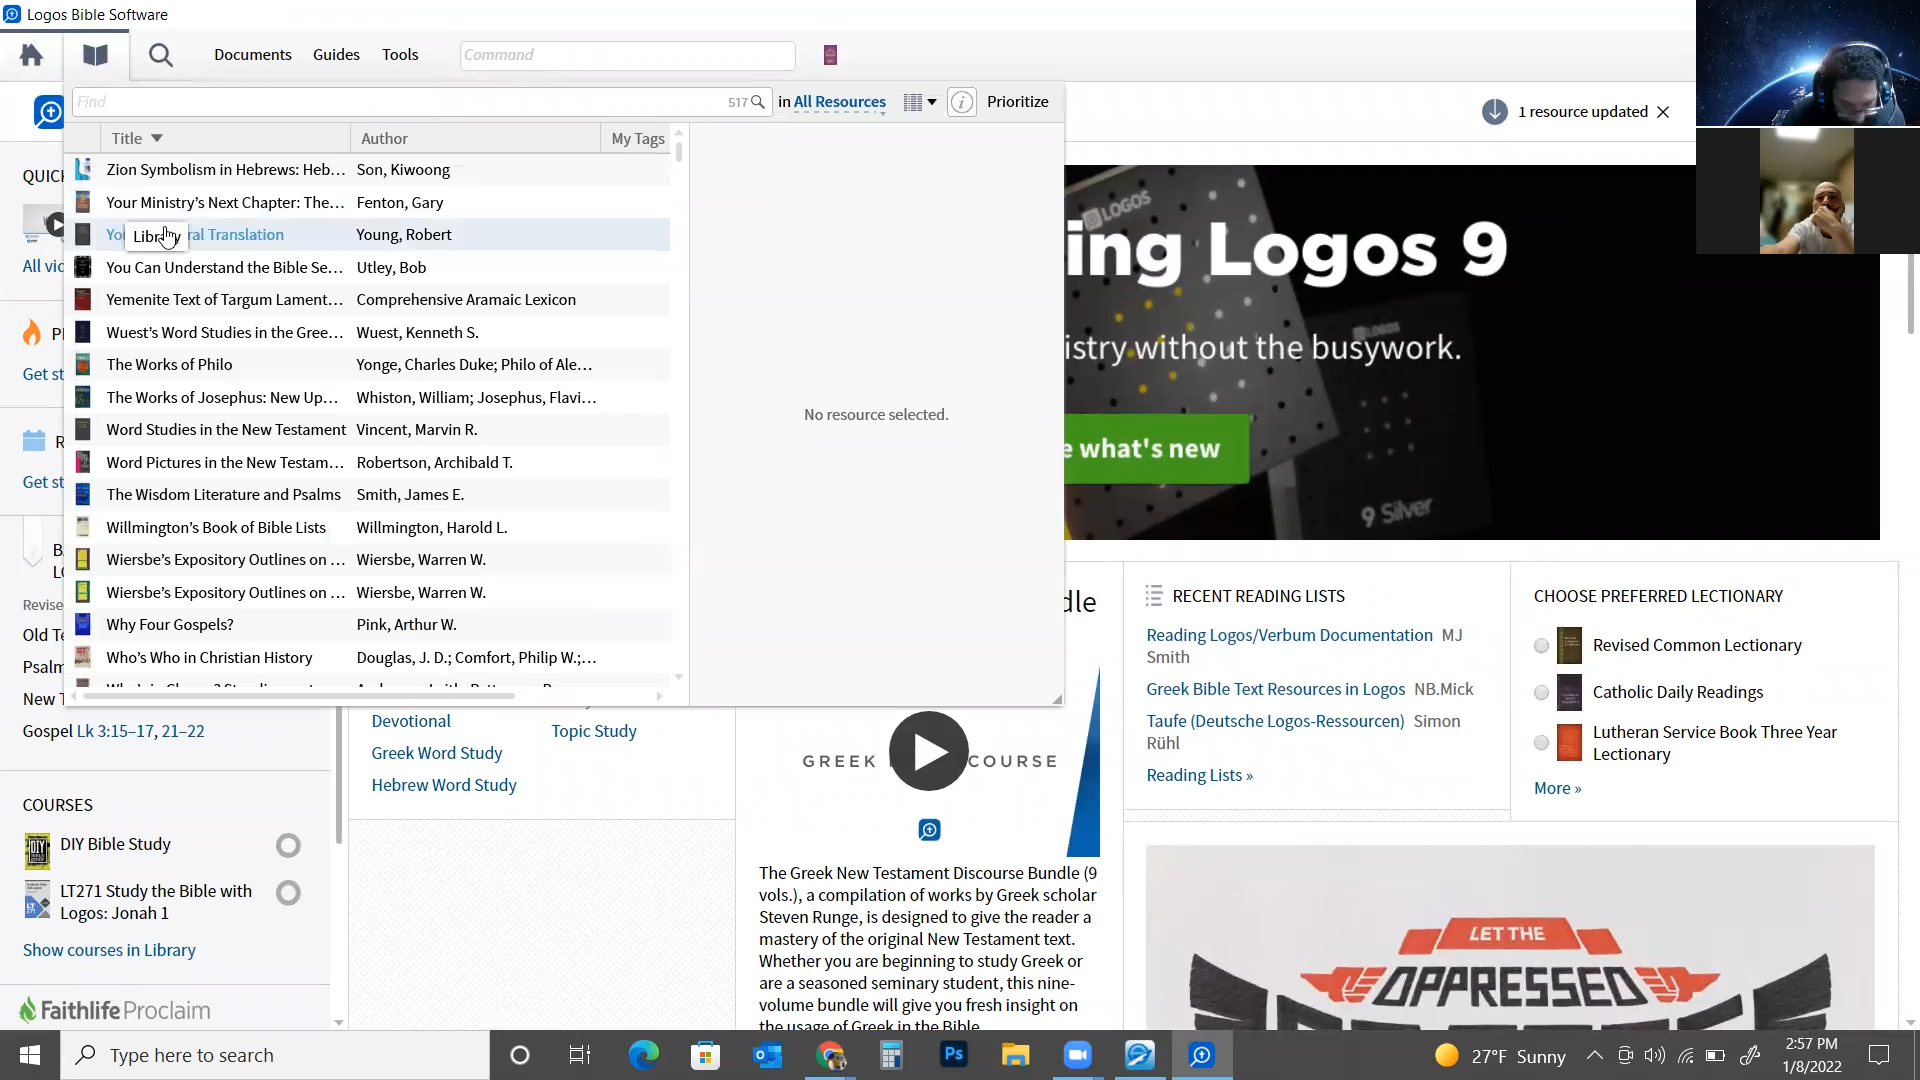 Logos Bible Software
Documents Guides Tools Command
Find 517 in All Resources Prioritize
1 resource updated
Title Author My Tags
Zion Symbolism in Hebrews: Heb… Son, Kiwoong
Your Ministry’s Next Chapter: The… Fenton, Gary
ral Translation Young, Robert
Library
You Can Understand the Bible Se… Utley, Bob
Yemenite Text of Targum Lament… Comprehensive Aramaic Lexicon
Wuest’s Word Studies in the Gree… Wuest, Kenneth S.
The Works of Philo Yonge, Charles Duke; Philo of Ale…
The Works of Josephus: New Up… Whiston, William; Josephus, Flavi…
Word Studies in the New Testament Vincent, Marvin R.
Word Pictures in the New Testam… Robertson, Archibald T.
The Wisdom Literature and Psalms Smith, James E.
Willmington’s Book of Bible Lists Willmington, Harold L.
Wiersbe’s Expository Outlines on … Wiersbe, Warren W.
Wiersbe’s Expository Outlines on … Wiersbe, Warren W.
Why Four Gospels? Pink, Arthur W.
Who’s Who in Christian History Douglas, J. D.; Comfort, Philip W.;…
No resource selected.
QUICK
All vid
Get st
Get st
Revise
Old Te
Psalm
New T
Gospel Lk 3:15–17, 21–22
COURSES
DIY Bible Study
LT271 Study the Bible with
Logos: Jonah 1
Show courses in Library
Faithlife Proclaim
LOGOS
ing Logos 9
istry without the busywork.
e what's new
9 Silver
Devotional
Greek Word Study
Hebrew Word Study
Topic Study
dle
GREEK COURSE
The Greek New Testament Discourse Bundle (9
vols.), a compilation of works by Greek scholar
Steven Runge, is designed to give the reader a
mastery of the original New Testament text.
Whether you are beginning to study Greek or
are a seasoned seminary student, this nine-
volume bundle will give you fresh insight on
the usage of Greek in the Bible.
RECENT READING LISTS
Reading Logos/Verbum Documentation MJ
Smith
Greek Bible Text Resources in Logos NB.Mick
Taufe (Deutsche Logos-Ressourcen) Simon
Rühl
Reading Lists »
CHOOSE PREFERRED LECTIONARY
Revised Common Lectionary
Catholic Daily Readings
Lutheran Service Book Three Year
Lectionary
More »
LET THE
OPPRESSED
Type here to search
Ps
27°F Sunny
2:57 PM
1/8/2022